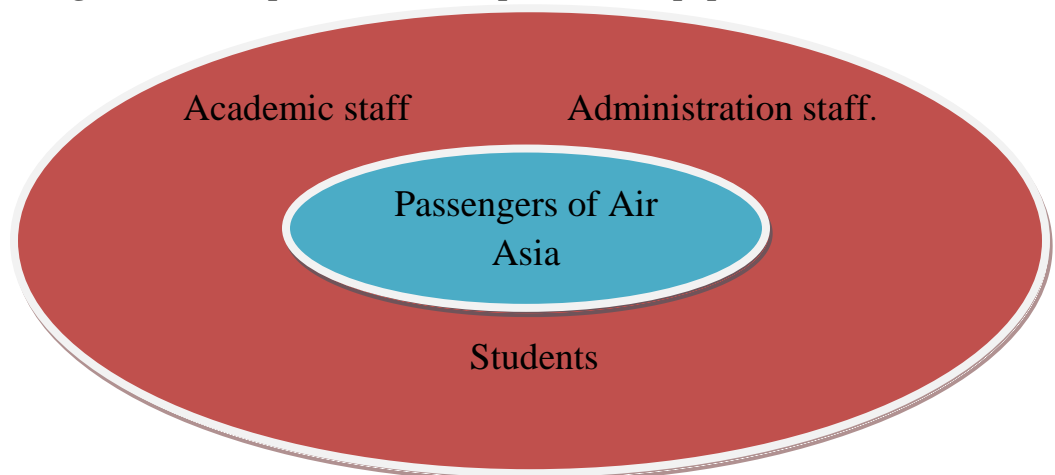 Academic staff
Administration staff.
Passengers of Air
Asia
Students